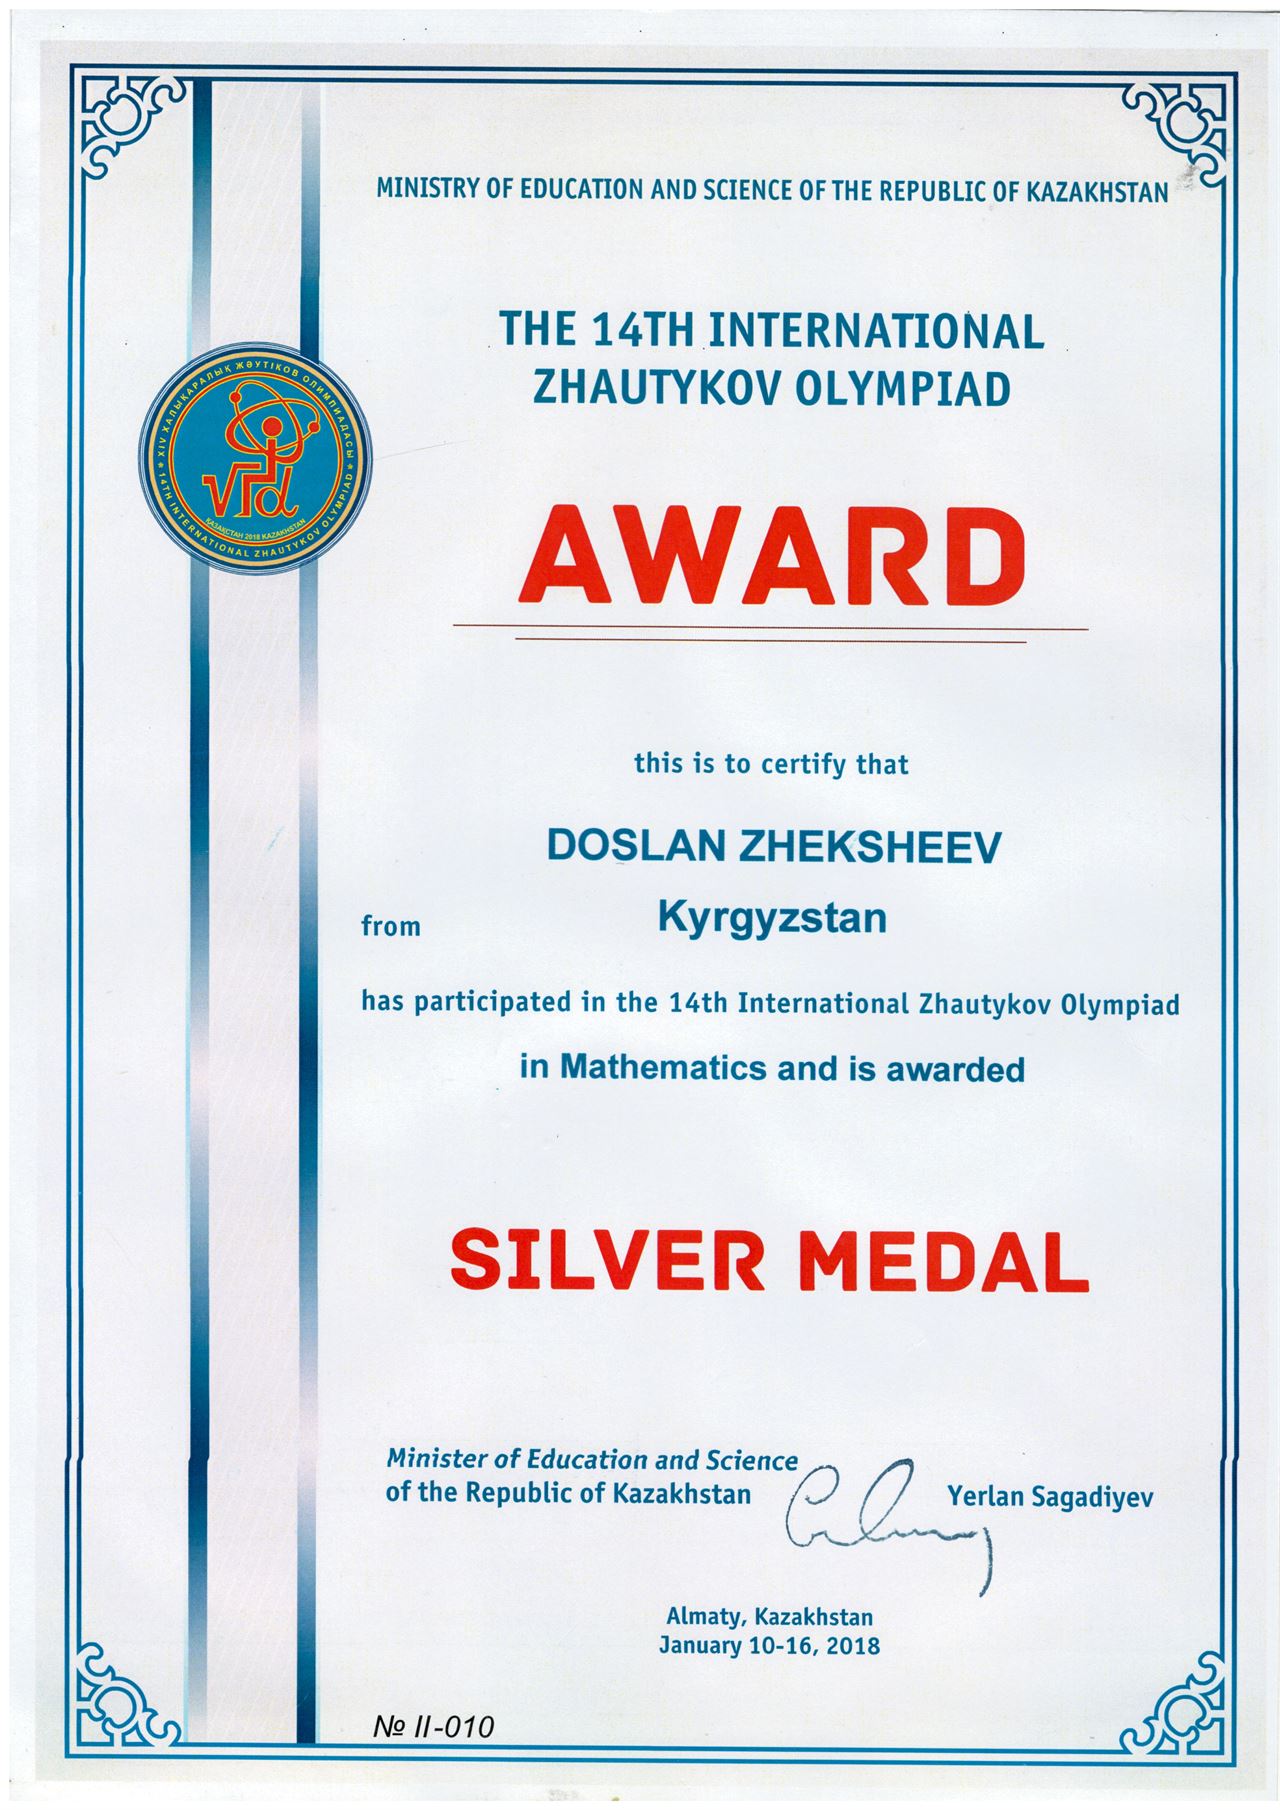 MINISTRY OF EDUCATION AND SCIENCE OF THE REPUBLIC OF KAZAKHSTAN
THE 14TH INTERNATIONAL
ZHAUTYKOV OLYMPIAD
XIV ХАЛЫҚАРАЛЫҚ ЖӘУТІКОВ ОЛИМПИАДАСЫ
14TH INTERNATIONAL ZHAUTYKOV OLYMPIAD
ҚАЗАҚСТАН 2018 KAZAKHSTAN
AWARD
this is to certify that
DOSLAN ZHEKSHEEV
from Kyrgyzstan
has participated in the 14th International Zhautykov Olympiad
in Mathematics and is awarded
SILVER MEDAL
Minister of Education and Science
of the Republic of Kazakhstan Yerlan Sagadiyev
Almaty, Kazakhstan
January 10-16, 2018
№ II-010